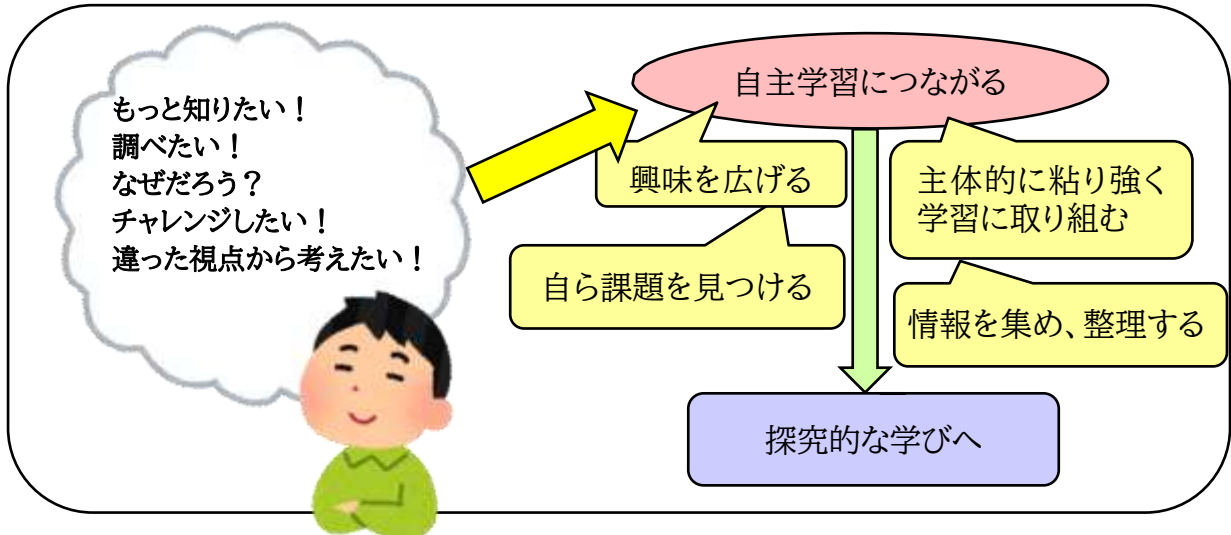 もっと知りたい！
調べたい！
なぜだろう？
チャレンジしたい！
違った視点から考えたい！
自主学習につながる
興味を広げる
主体的に粘り強く
学習に取り組む
自ら課題を見つける
情報を集め、整理する
探究的な学びへ